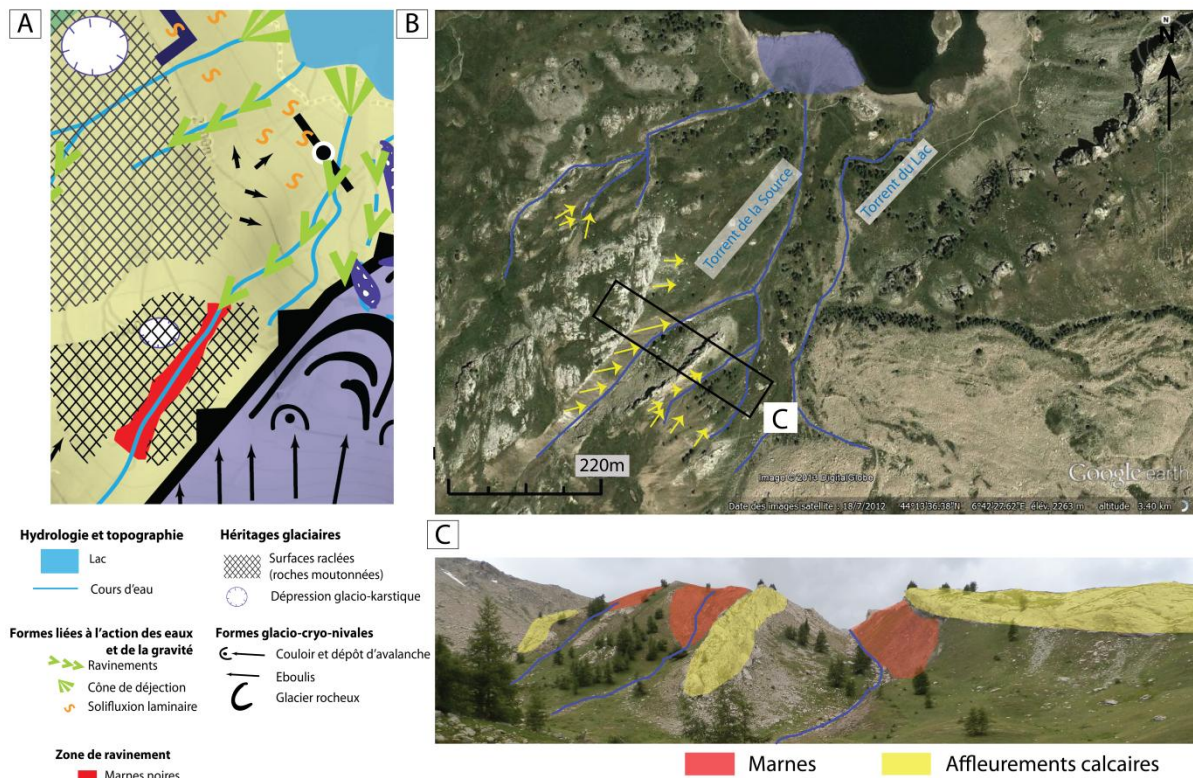 A
B
N
Torrent de la Source
Torrent du Lac
C
220m
Image © 2013 DigitalGlobe
Google earth
Date des images satellite : 18/7/2012 44°13'36.38"N 6°42'27.62"E élév. 2263 m altitude 3.40 km
Hydrologie et topographie
Lac
Cours d'eau
Héritages glaciaires
Surfaces raclées
(roches moutonnées)
Dépression glacio-karstique
Formes liées à l'action des eaux
et de la gravité
Ravinements
Cône de déjection
Solifluxion laminaire
Formes glacio-cryo-nivales
Couloir et dépôt d'avalanche
Eboulis
Glacier rocheux
Zone de ravinement
Marnes noires
C
Marnes
Affleurements calcaires